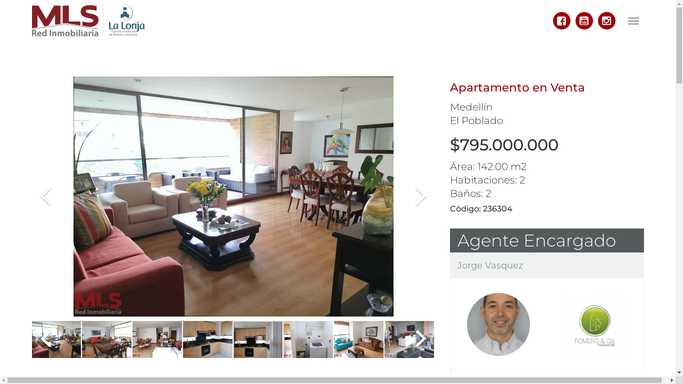 MLS
Red Inmobiliaria
La Lonja
Apartamento en Venta
Medellín
El Poblado
$795.000.000
Área: 142.00 m2
Habitaciones: 2
Baños: 2
Código: 236304
Agente Encargado
Jorge Vasquez
MLS
Red Inmobiliaria